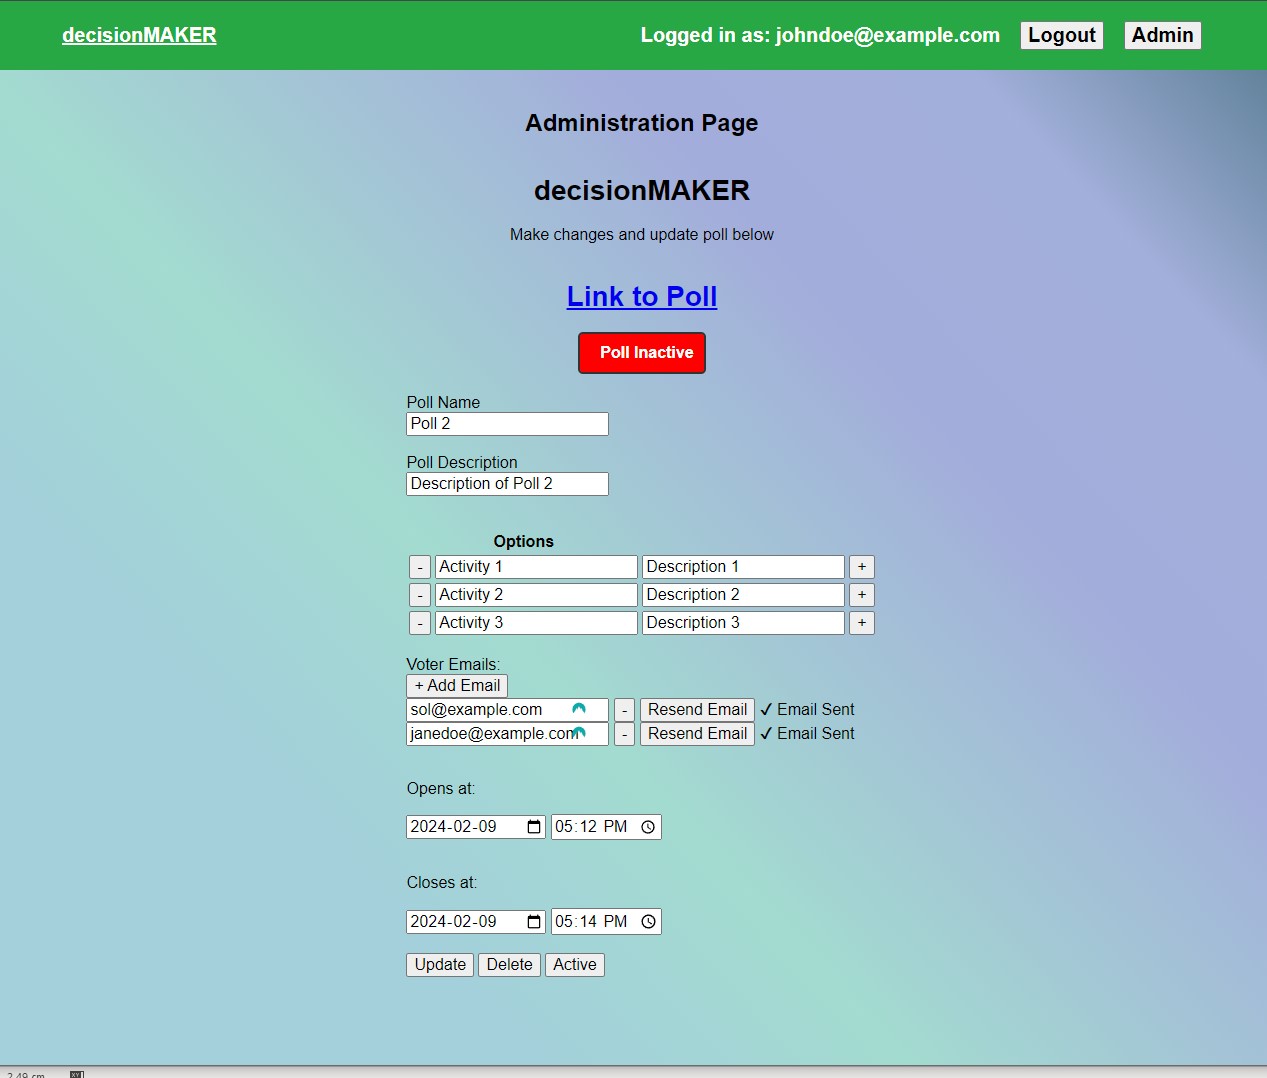 decisionMAKER Logged in as: johndoe@example.com Logout Admin
Administration Page
decisionMAKER
Make changes and update poll below
Link to Poll
Poll Inactive
Poll Name
Poll 2
Poll Description
Description of Poll 2
Options
- Activity 1 Description 1 +
- Activity 2 Description 2 +
- Activity 3 Description 3 +
Voter Emails:
+ Add Email
sol@example.com - Resend Email ✓ Email Sent
janedoe@example.com - Resend Email ✓ Email Sent
Opens at:
2024-02-09 05:12 PM
Closes at:
2024-02-09 05:14 PM
Update Delete Active
2.49 cm